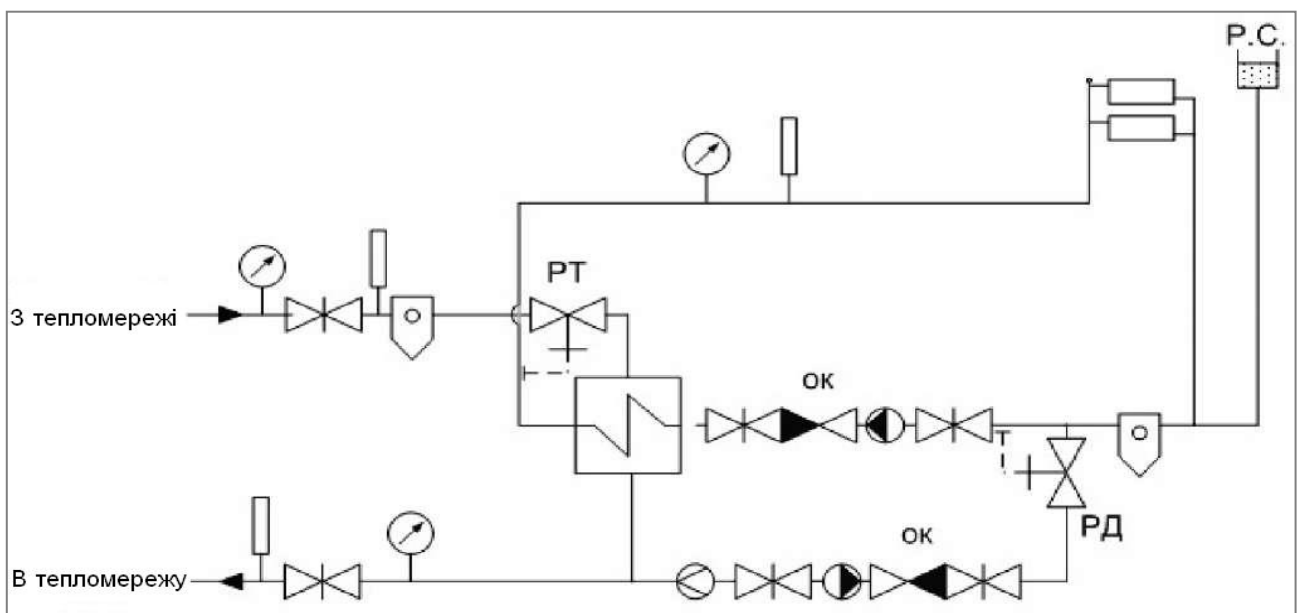 Р.С.
РТ
З тепломережі
ок
РД
ок
В тепломережу